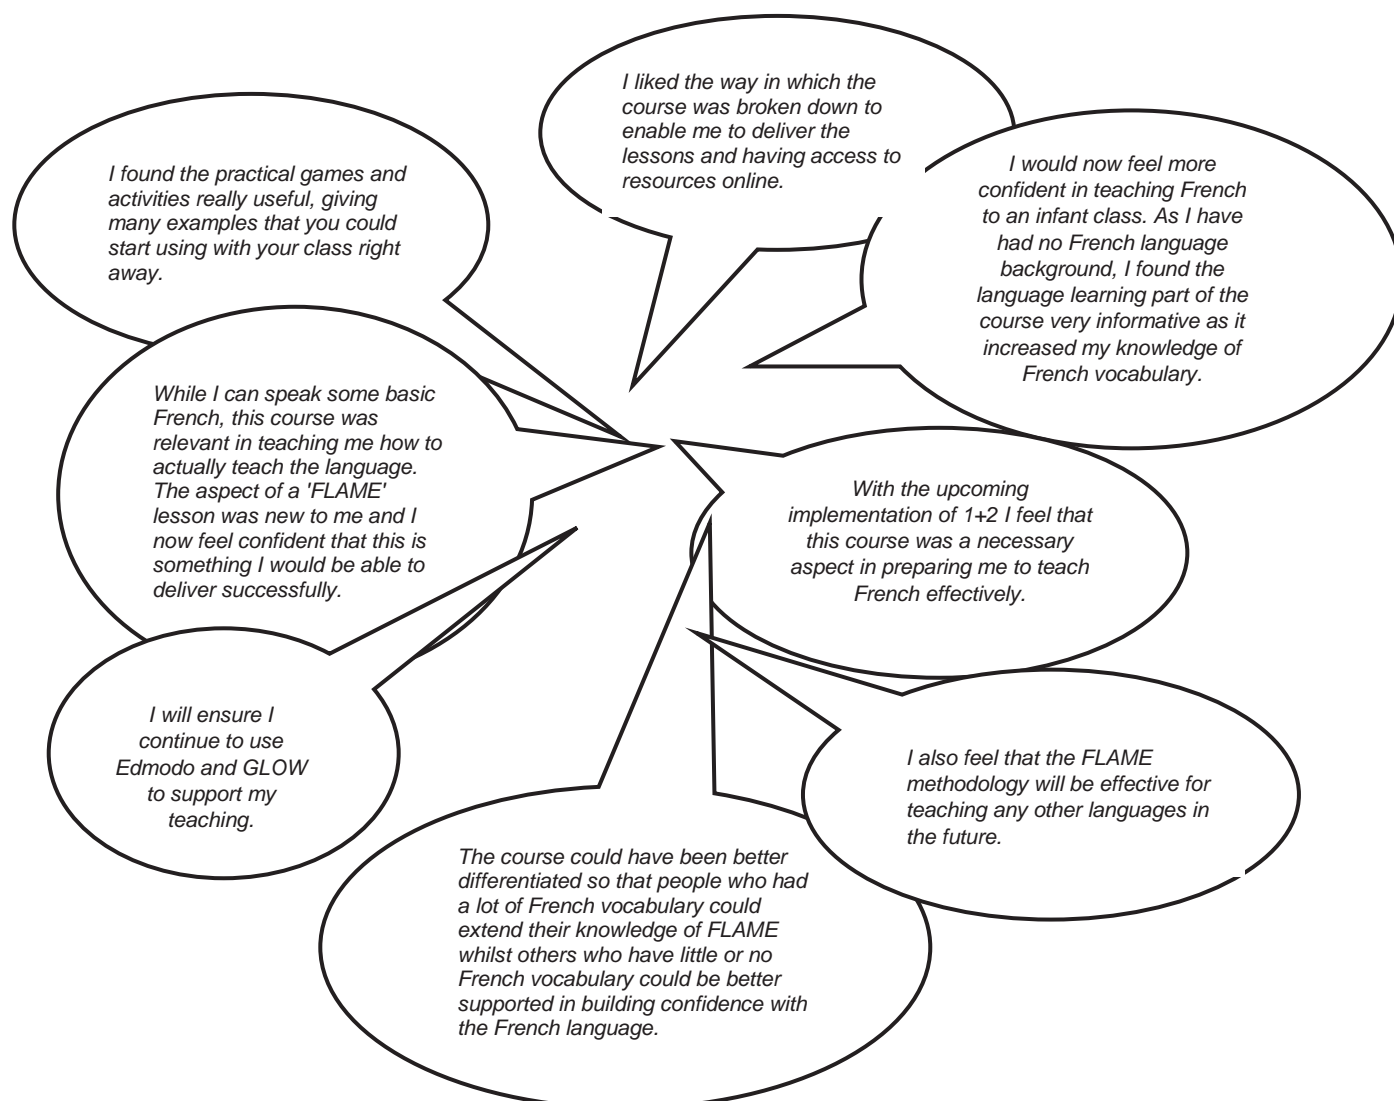 I liked the way in which the
course was broken down to
enable me to deliver the
lessons and having access to
resources online.
I found the practical games and
activities really useful, giving
many examples that you could
start using with your class right
away.
I would now feel more
confident in teaching French
to an infant class. As I have
had no French language
background, I found the
language learning part of the
course very informative as it
increased my knowledge of
French vocabulary.
While I can speak some basic
French, this course was
relevant in teaching me how to
actually teach the language.
The aspect of a 'FLAME'
lesson was new to me and I
now feel confident that this is
something I would be able to
deliver successfully.
With the upcoming
implementation of 1+2 I feel that
this course was a necessary
aspect in preparing me to teach
French effectively.
I will ensure I
continue to use
Edmodo and GLOW
to support my
teaching.
I also feel that the FLAME
methodology will be effective for
teaching any other languages in
the future.
The course could have been better
differentiated so that people who had
a lot of French vocabulary could
extend their knowledge of FLAME
whilst others who have little or no
French vocabulary could be better
supported in building confidence with
the French language.